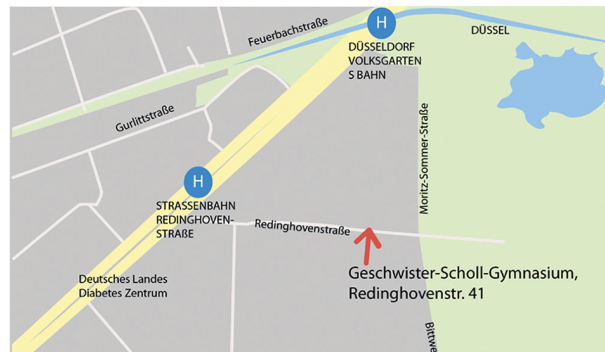 H
Feuerbachstraße
DÜSSEL
DÜSSELDORF
VOLKSGARTEN
S BAHN
Gurlittstraße
Moritz-Sommer-Straße
H
STRASSENBAHN
REDINGHOVEN-
STRAßE
Redinghovenstraße
Deutsches Landes
Diabetes Zentrum
Geschwister-Scholl-Gymnasium,
Redinghovenstr. 41
Bittwe